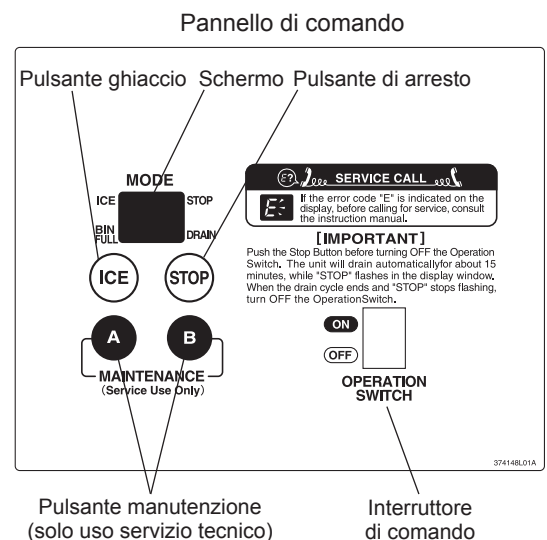 Pannello di comando
Pulsante ghiaccio Schermo Pulsante di arresto
MODE
ICE STOP
BIN FULL DRAIN
ICE STOP
A B
MAINTENANCE
(Service Use Only)
E? SERVICE CALL
E If the error code "E" is indicated on the
display, before calling for service, consult
the instruction manual.
[IMPORTANT]
Push the Stop Button before turning OFF the Operation
Switch. The unit will drain automaticallyfor about 15
minutes, while "STOP" flashes in the display window.
When the drain cycle ends and "STOP" stops flashing,
turn OFF the OperationSwitch.
ON
OFF
OPERATION
SWITCH
374148L01A
Pulsante manutenzione
(solo uso servizio tecnico)
Interruttore
di comando